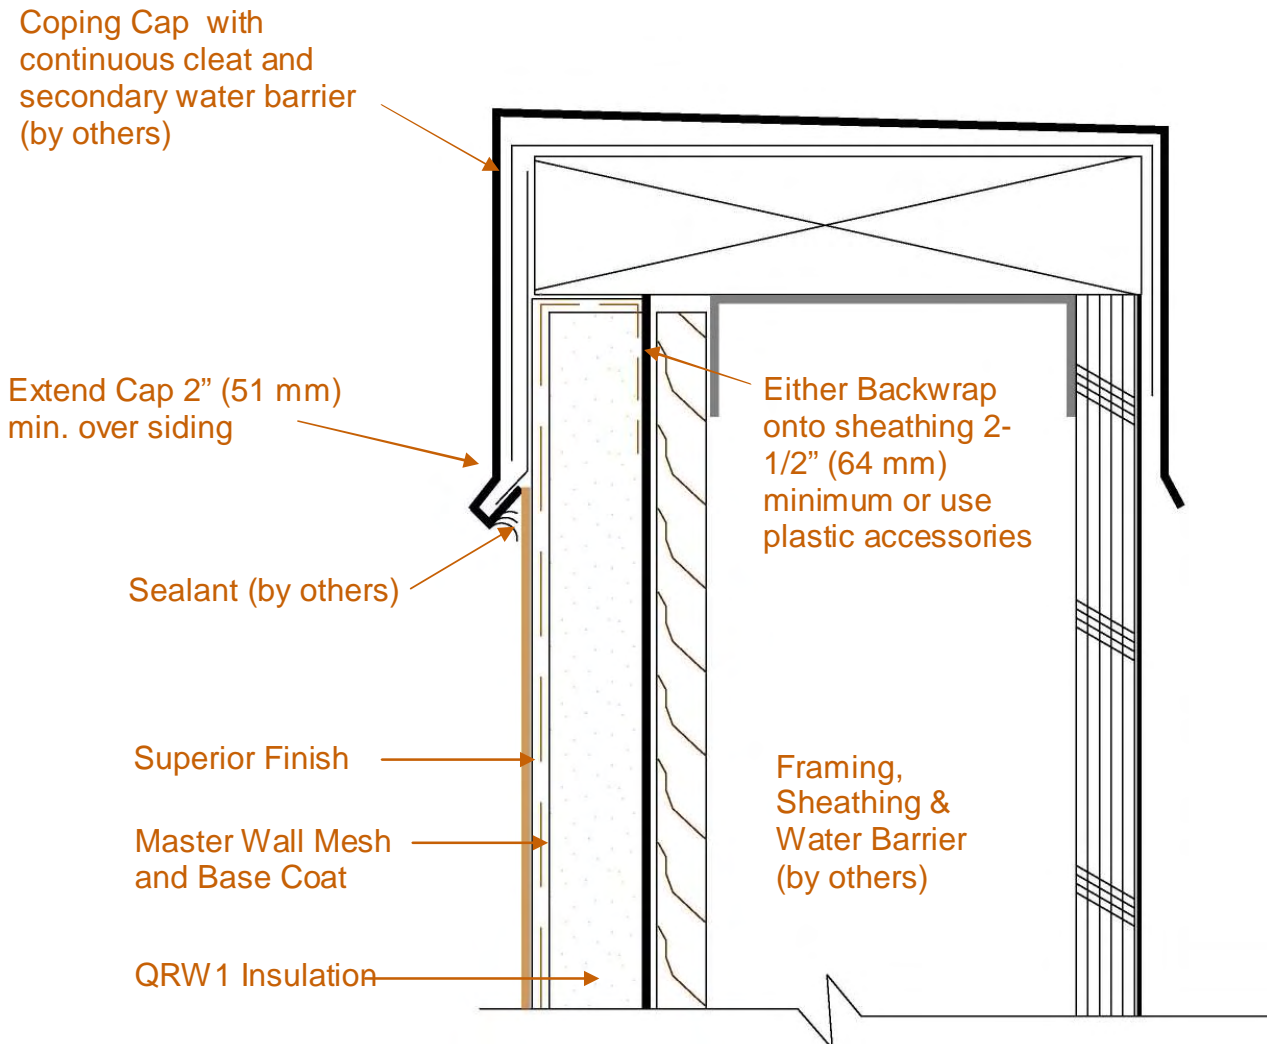 Coping Cap with
continuous cleat and
secondary water barrier
(by others)
Extend Cap 2” (51 mm)
min. over siding
Either Backwrap
onto sheathing 2-
1/2” (64 mm)
minimum or use
plastic accessories
Sealant (by others)
Superior Finish
Master Wall Mesh
and Base Coat
QRW1 Insulation
Framing,
Sheathing &
Water Barrier
(by others)